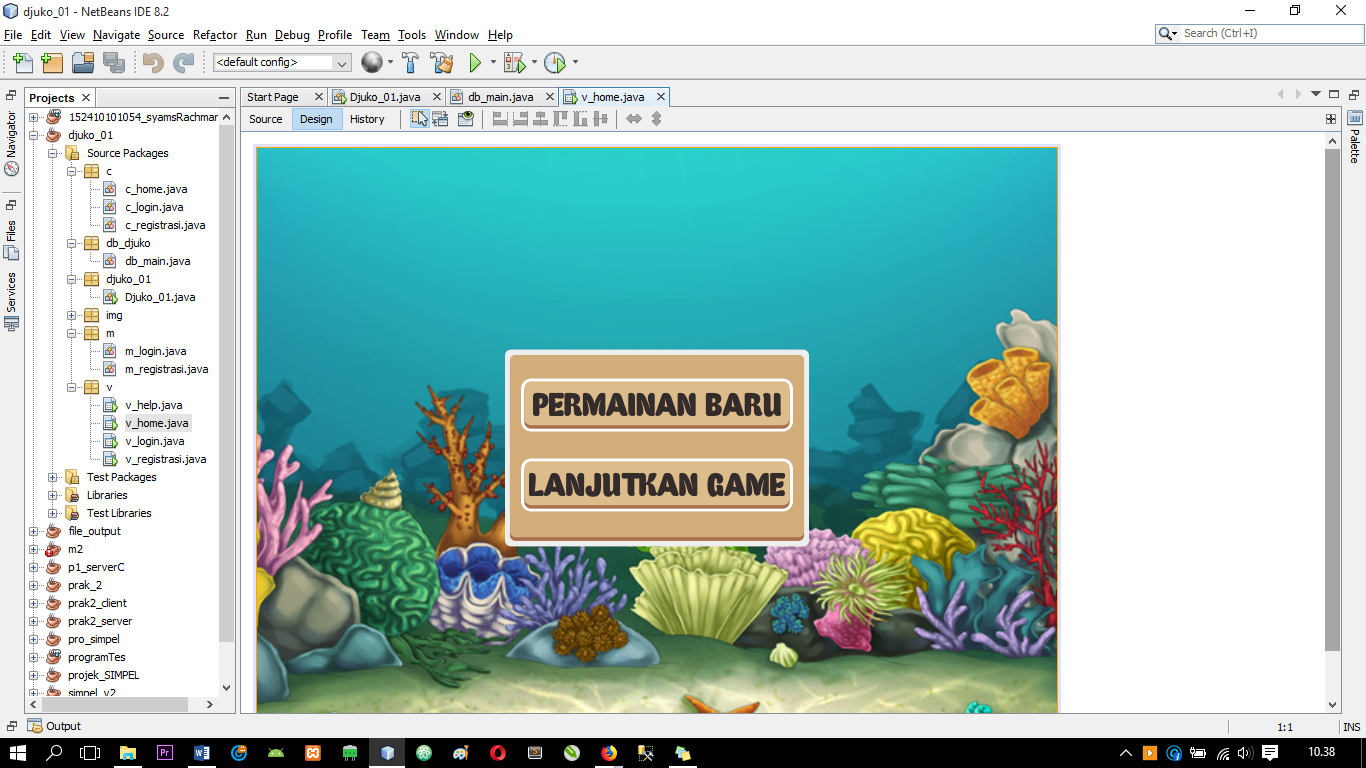 djuko_01 - NetBeans IDE 8.2
File Edit View Navigate Source Refactor Run Debug Profile Team Tools Window Help
Search (Ctrl+I)
<default config>
Projects
Start Page Djuko_01.java db_main.java v_home.java
Source Design History
Navigator
Files
Services
Palette
152410101054_syamsRachmar
djuko_01
Source Packages
c
c_home.java
c_login.java
c_registrasi.java
db_djuko
db_main.java
djuko_01
Djuko_01.java
img
m
m_login.java
m_registrasi.java
v
v_help.java
v_home.java
v_login.java
v_registrasi.java
Test Packages
Libraries
Test Libraries
file_output
m2
p1_serverC
prak_2
prak2_client
prak2_server
pro_simpel
programTes
projek_SIMPEL
simpel_v2
PERMAINAN BARU
LANJUTKAN GAME
Output
1:1 INS
10.38